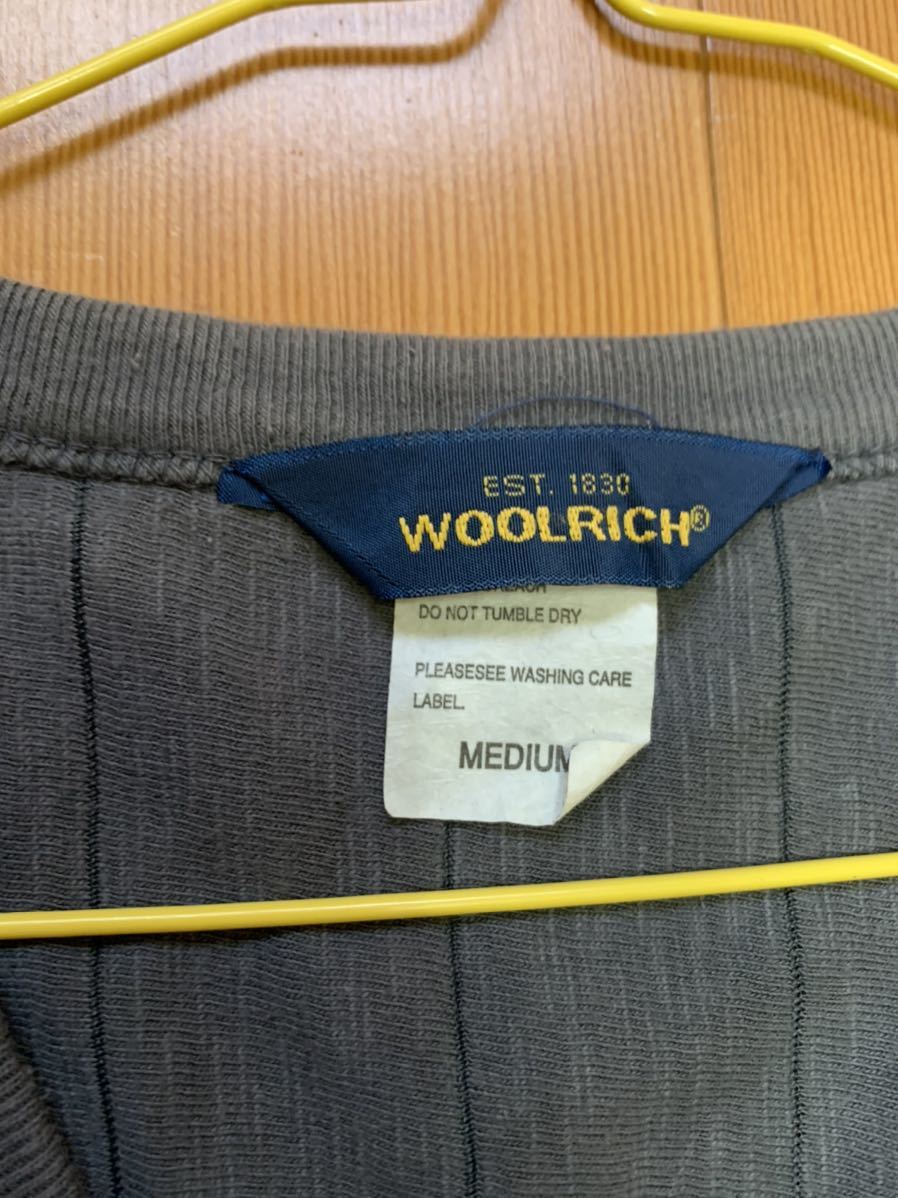 EST. 1830
WOOLRICH®
DO NOT TUMBLE DRY
PLEASESEE WASHING CARE
LABEL.
MEDIUM